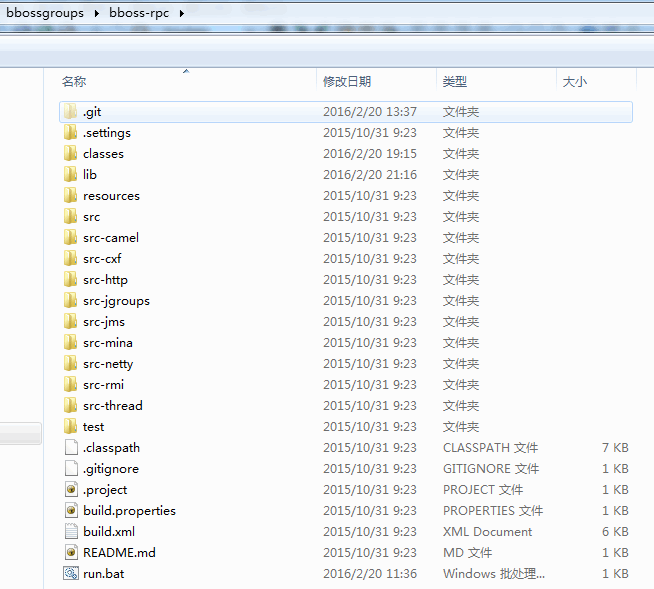 bbossgroups ▸ bboss-rpc ▸
名称 修改日期 类型 大小
.git 2016/2/20 13:37 文件夹
.settings 2015/10/31 9:23 文件夹
classes 2016/2/20 19:15 文件夹
lib 2016/2/20 21:16 文件夹
resources 2015/10/31 9:23 文件夹
src 2015/10/31 9:23 文件夹
src-camel 2015/10/31 9:23 文件夹
src-cxf 2015/10/31 9:23 文件夹
src-http 2015/10/31 9:23 文件夹
src-jgroups 2015/10/31 9:23 文件夹
src-jms 2015/10/31 9:23 文件夹
src-mina 2015/10/31 9:23 文件夹
src-netty 2015/10/31 9:23 文件夹
src-rmi 2015/10/31 9:23 文件夹
src-thread 2015/10/31 9:23 文件夹
test 2015/10/31 9:23 文件夹
.classpath 2015/10/31 9:23 CLASSPATH 文件 7 KB
.gitignore 2015/10/31 9:23 GITIGNORE 文件 1 KB
.project 2015/10/31 9:23 PROJECT 文件 1 KB
build.properties 2015/10/31 9:23 PROPERTIES 文件 1 KB
build.xml 2015/10/31 9:23 XML Document 6 KB
README.md 2015/10/31 9:23 MD 文件 1 KB
run.bat 2016/2/20 11:36 Windows 批处理... 1 KB